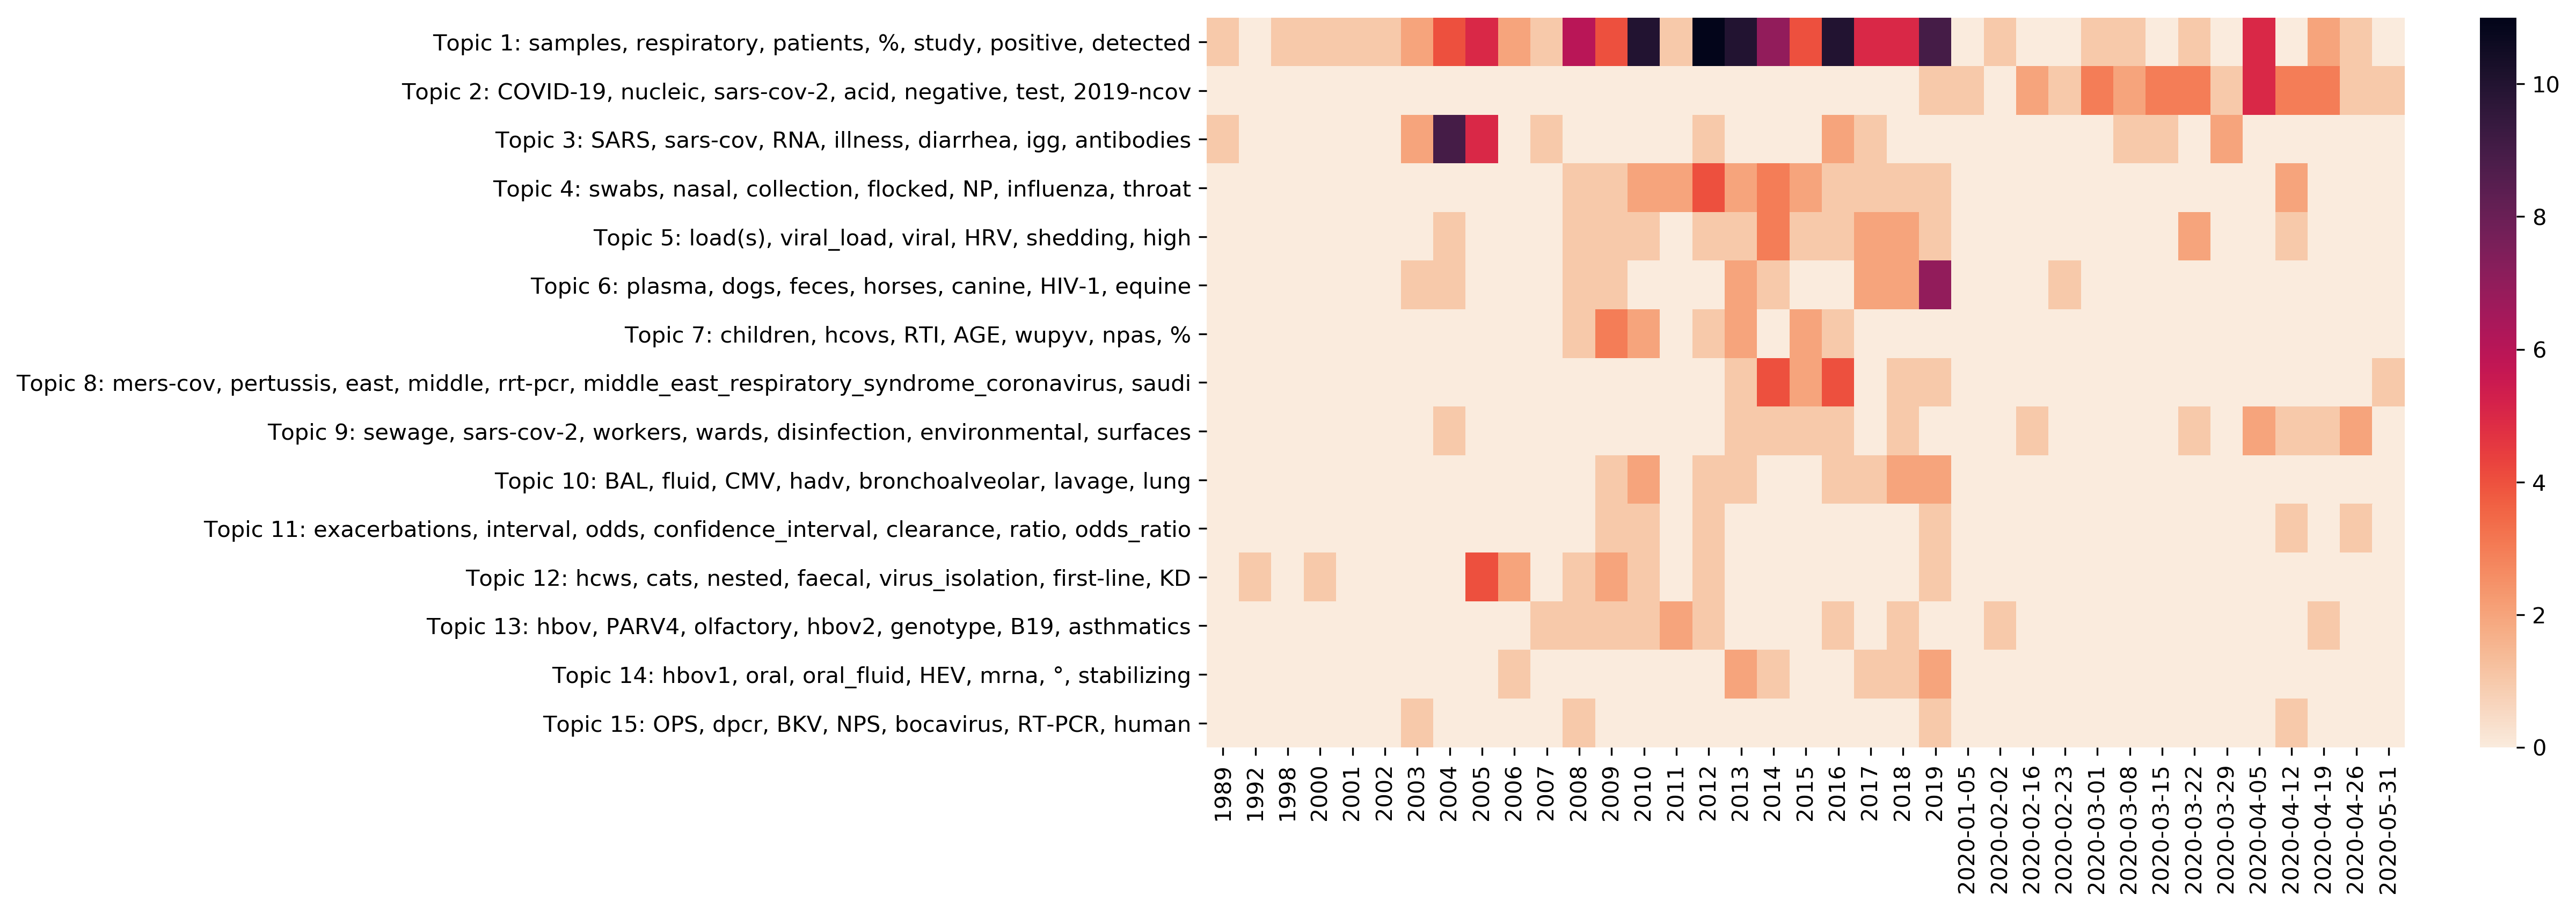 Topic 1: samples, respiratory, patients, %, study, positive, detected
Topic 2: COVID-19, nucleic, sars-cov-2, acid, negative, test, 2019-ncov
Topic 3: SARS, sars-cov, RNA, illness, diarrhea, igg, antibodies
Topic 4: swabs, nasal, collection, flocked, NP, influenza, throat
Topic 5: load(s), viral_load, viral, HRV, shedding, high
Topic 6: plasma, dogs, feces, horses, canine, HIV-1, equine
Topic 7: children, hcovs, RTI, AGE, wupyv, npas, %
Topic 8: mers-cov, pertussis, east, middle, rrt-pcr, middle_east_respiratory_syndrome_coronavirus, saudi
Topic 9: sewage, sars-cov-2, workers, wards, disinfection, environmental, surfaces
Topic 10: BAL, fluid, CMV, hadv, bronchoalveolar, lavage, lung
Topic 11: exacerbations, interval, odds, confidence_interval, clearance, ratio, odds_ratio
Topic 12: hcws, cats, nested, faecal, virus_isolation, first-line, KD
Topic 13: hbov, PARV4, olfactory, hbov2, genotype, B19, asthmatics
Topic 14: hbov1, oral, oral_fluid, HEV, mrna, °, stabilizing
Topic 15: OPS, dpcr, BKV, NPS, bocavirus, RT-PCR, human
1989
1992
1998
2000
2001
2002
2003
2004
2005
2006
2007
2008
2009
2010
2011
2012
2013
2014
2015
2016
2017
2018
2019
2020-01-05
2020-02-02
2020-02-16
2020-02-23
2020-03-01
2020-03-08
2020-03-15
2020-03-22
2020-03-29
2020-04-05
2020-04-12
2020-04-19
2020-04-26
2020-05-31
10
8
6
4
2
0